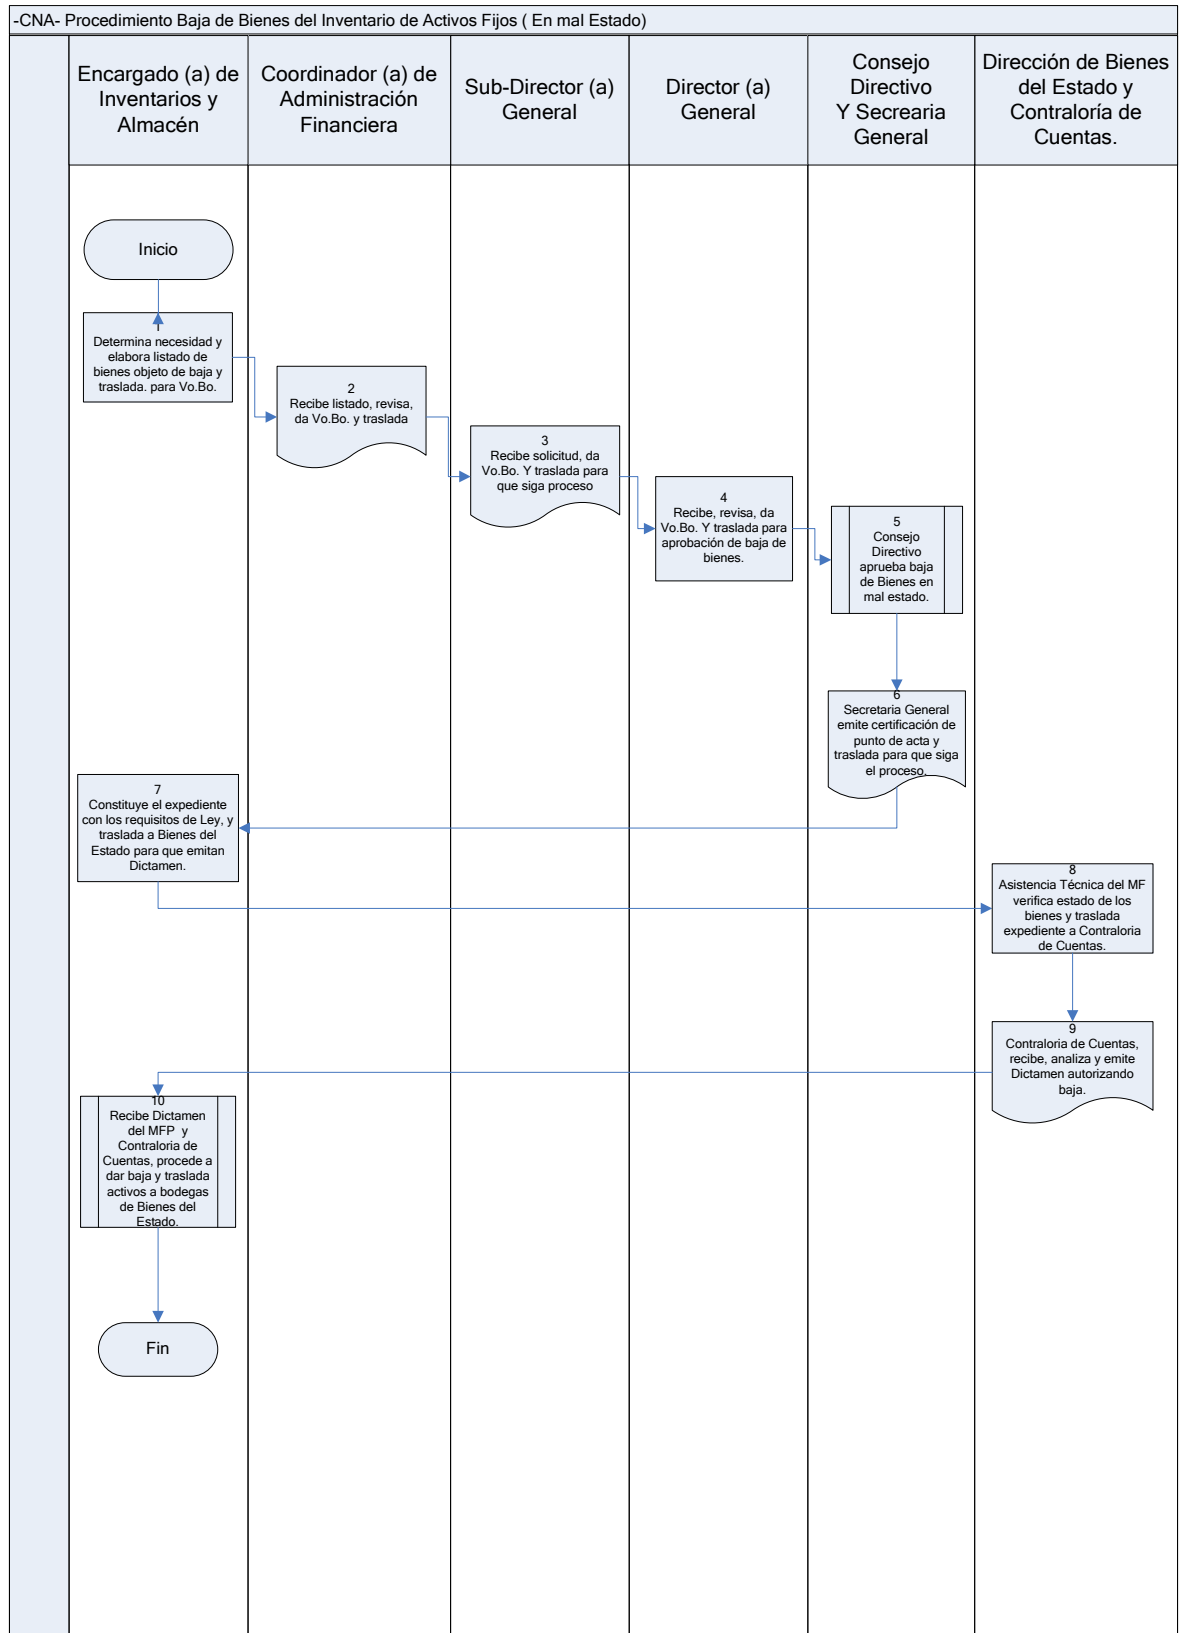 -CNA- Procedimiento Baja de Bienes del Inventario de Activos Fijos ( En mal Estado)
Encargado (a) de
Inventarios y
Almacén
Coordinador (a) de
Administración
Financiera
Sub-Director (a)
General
Director (a)
General
Consejo
Directivo
Y Secrearia
General
Dirección de Bienes
del Estado y
Contraloría de
Cuentas.
Inicio
Determina necesidad y
elabora listado de
bienes objeto de baja y
traslada. para Vo.Bo.
2
Recibe listado, revisa,
da Vo.Bo. y traslada
3
Recibe solicitud, da
Vo.Bo. Y traslada para
que siga proceso
4
Recibe, revisa, da
Vo.Bo. Y traslada para
aprobación de baja de
bienes.
5
Consejo
Directivo
aprueba baja
de Bienes en
mal estado.
6
Secretaria General
emite certificación de
punto de acta y
traslada para que siga
el proceso.
7
Constituye el expediente
con los requisitos de Ley, y
traslada a Bienes del
Estado para que emitan
Dictamen.
8
Asistencia Técnica del MF
verifica estado de los
bienes y traslada
expediente a Contraloria
de Cuentas.
9
Contraloria de Cuentas,
recibe, analiza y emite
Dictamen autorizando
baja.
10
Recibe Dictamen
del MFP y
Contraloria de
Cuentas, procede a
dar baja y traslada
activos a bodegas
de Bienes del
Estado.
Fin